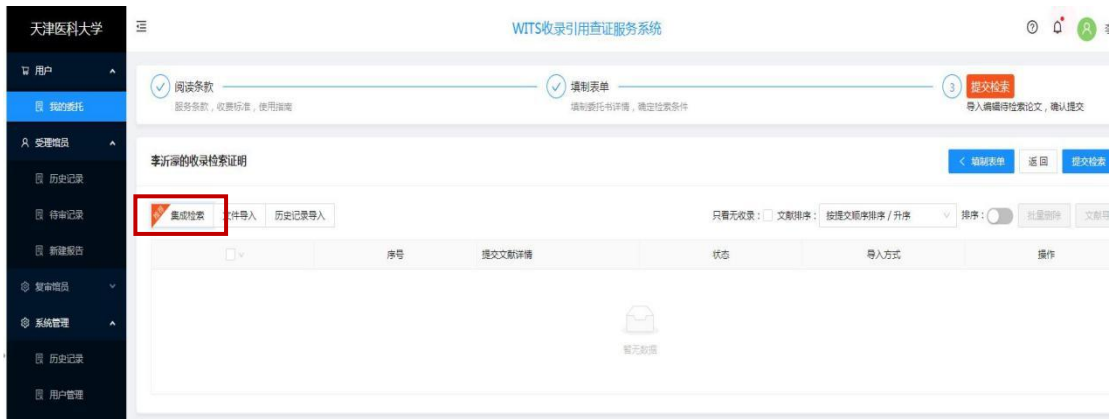 天津医科大学
WITS收录引用查证服务系统
用户
我的委托
受理馆员
历史记录
待审记录
新建报告
复审馆员
系统管理
历史记录
用户管理
阅读条款
服务条款，收费标准，使用指南
填制表单
填制委托书详情，确定检索条件
3 提交检索
导入编辑待检索论文，确认提交
李沂濛的收录检索证明
< 填制表单 返回 提交检索
集成检索 文件导入 历史记录导入
只看无收录： 文献排序： 按提交顺序排序 / 升序 排序： 批量删除
序号 提交文献详情 状态 导入方式 操作
暂无数据